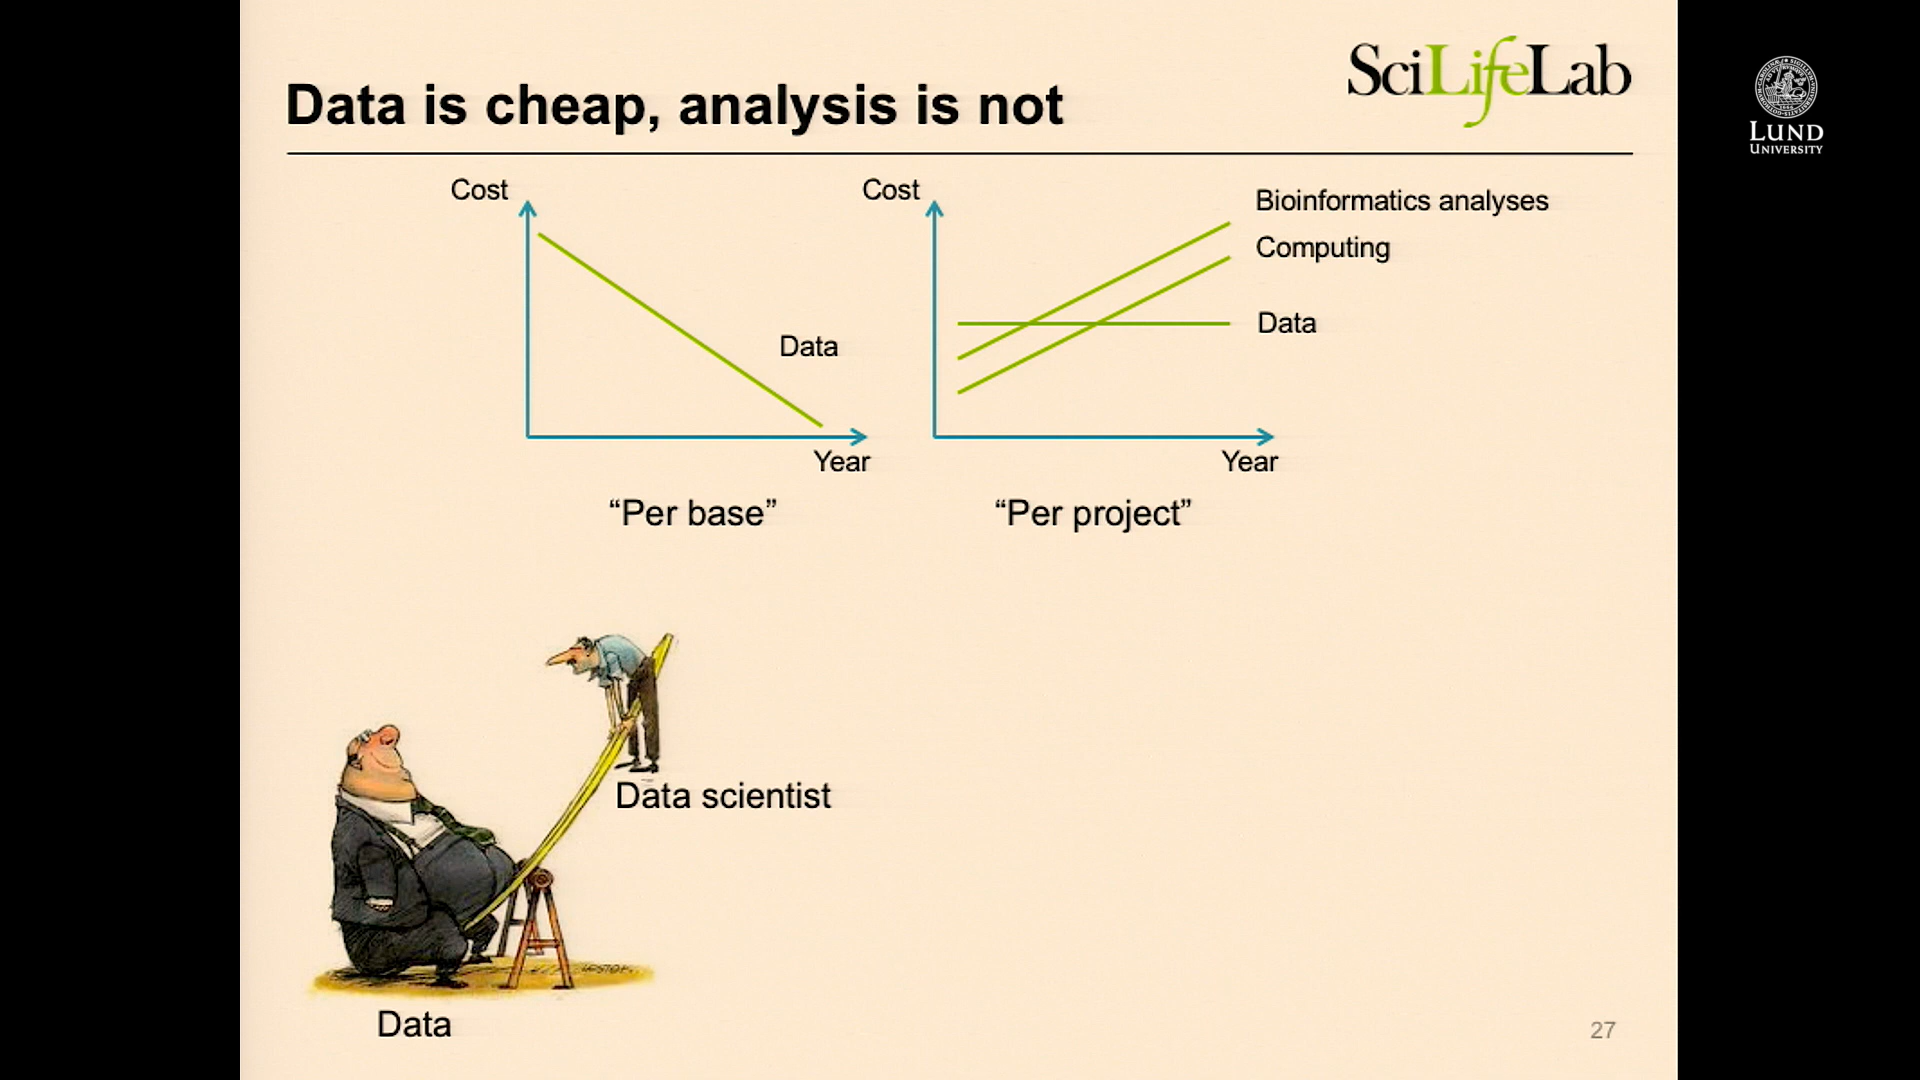 Data is cheap, analysis is not
SciLifeLab
LUND
UNIVERSITY
Cost
Data
Year
“Per base”
Cost
Bioinformatics analyses
Computing
Data
Year
“Per project”
Data scientist
Data
27